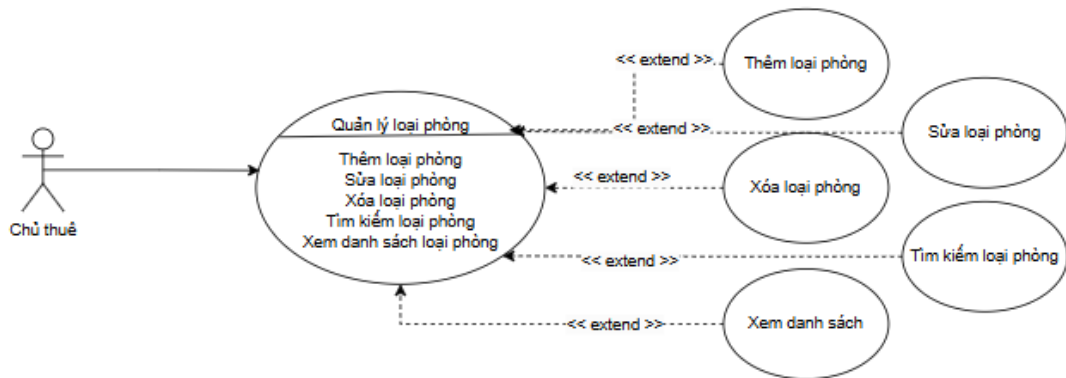 << extend >>
Thêm loại phòng
Quản lý loại phòng
<< extend >>
Sửa loại phòng
Thêm loại phòng
Sửa loại phòng
Xóa loại phòng
Tìm kiếm loại phòng
Xem danh sách loại phòng
<< extend >>
Xóa loại phòng
Chủ thuê
<< extend >>
Tìm kiếm loại phòng
<< extend >>
Xem danh sách